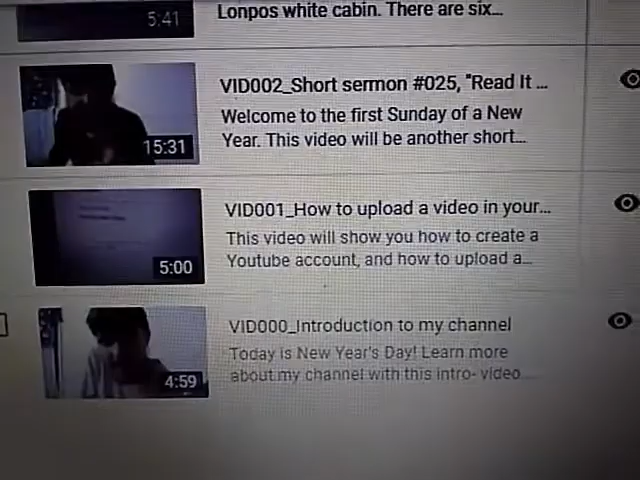 5:41
Lonpos white cabin. There are six...
VID002_Short sermon #025, "Read It ...
Welcome to the first Sunday of a New
Year. This video will be another short...
15:31
VID001_How to upload a video in your...
This video will show you how to create a
Youtube account, and how to upload a...
5:00
VID000_Introduction to my channel
Today is New Year's Day! Learn more
about my channel with this intro- video
4:59